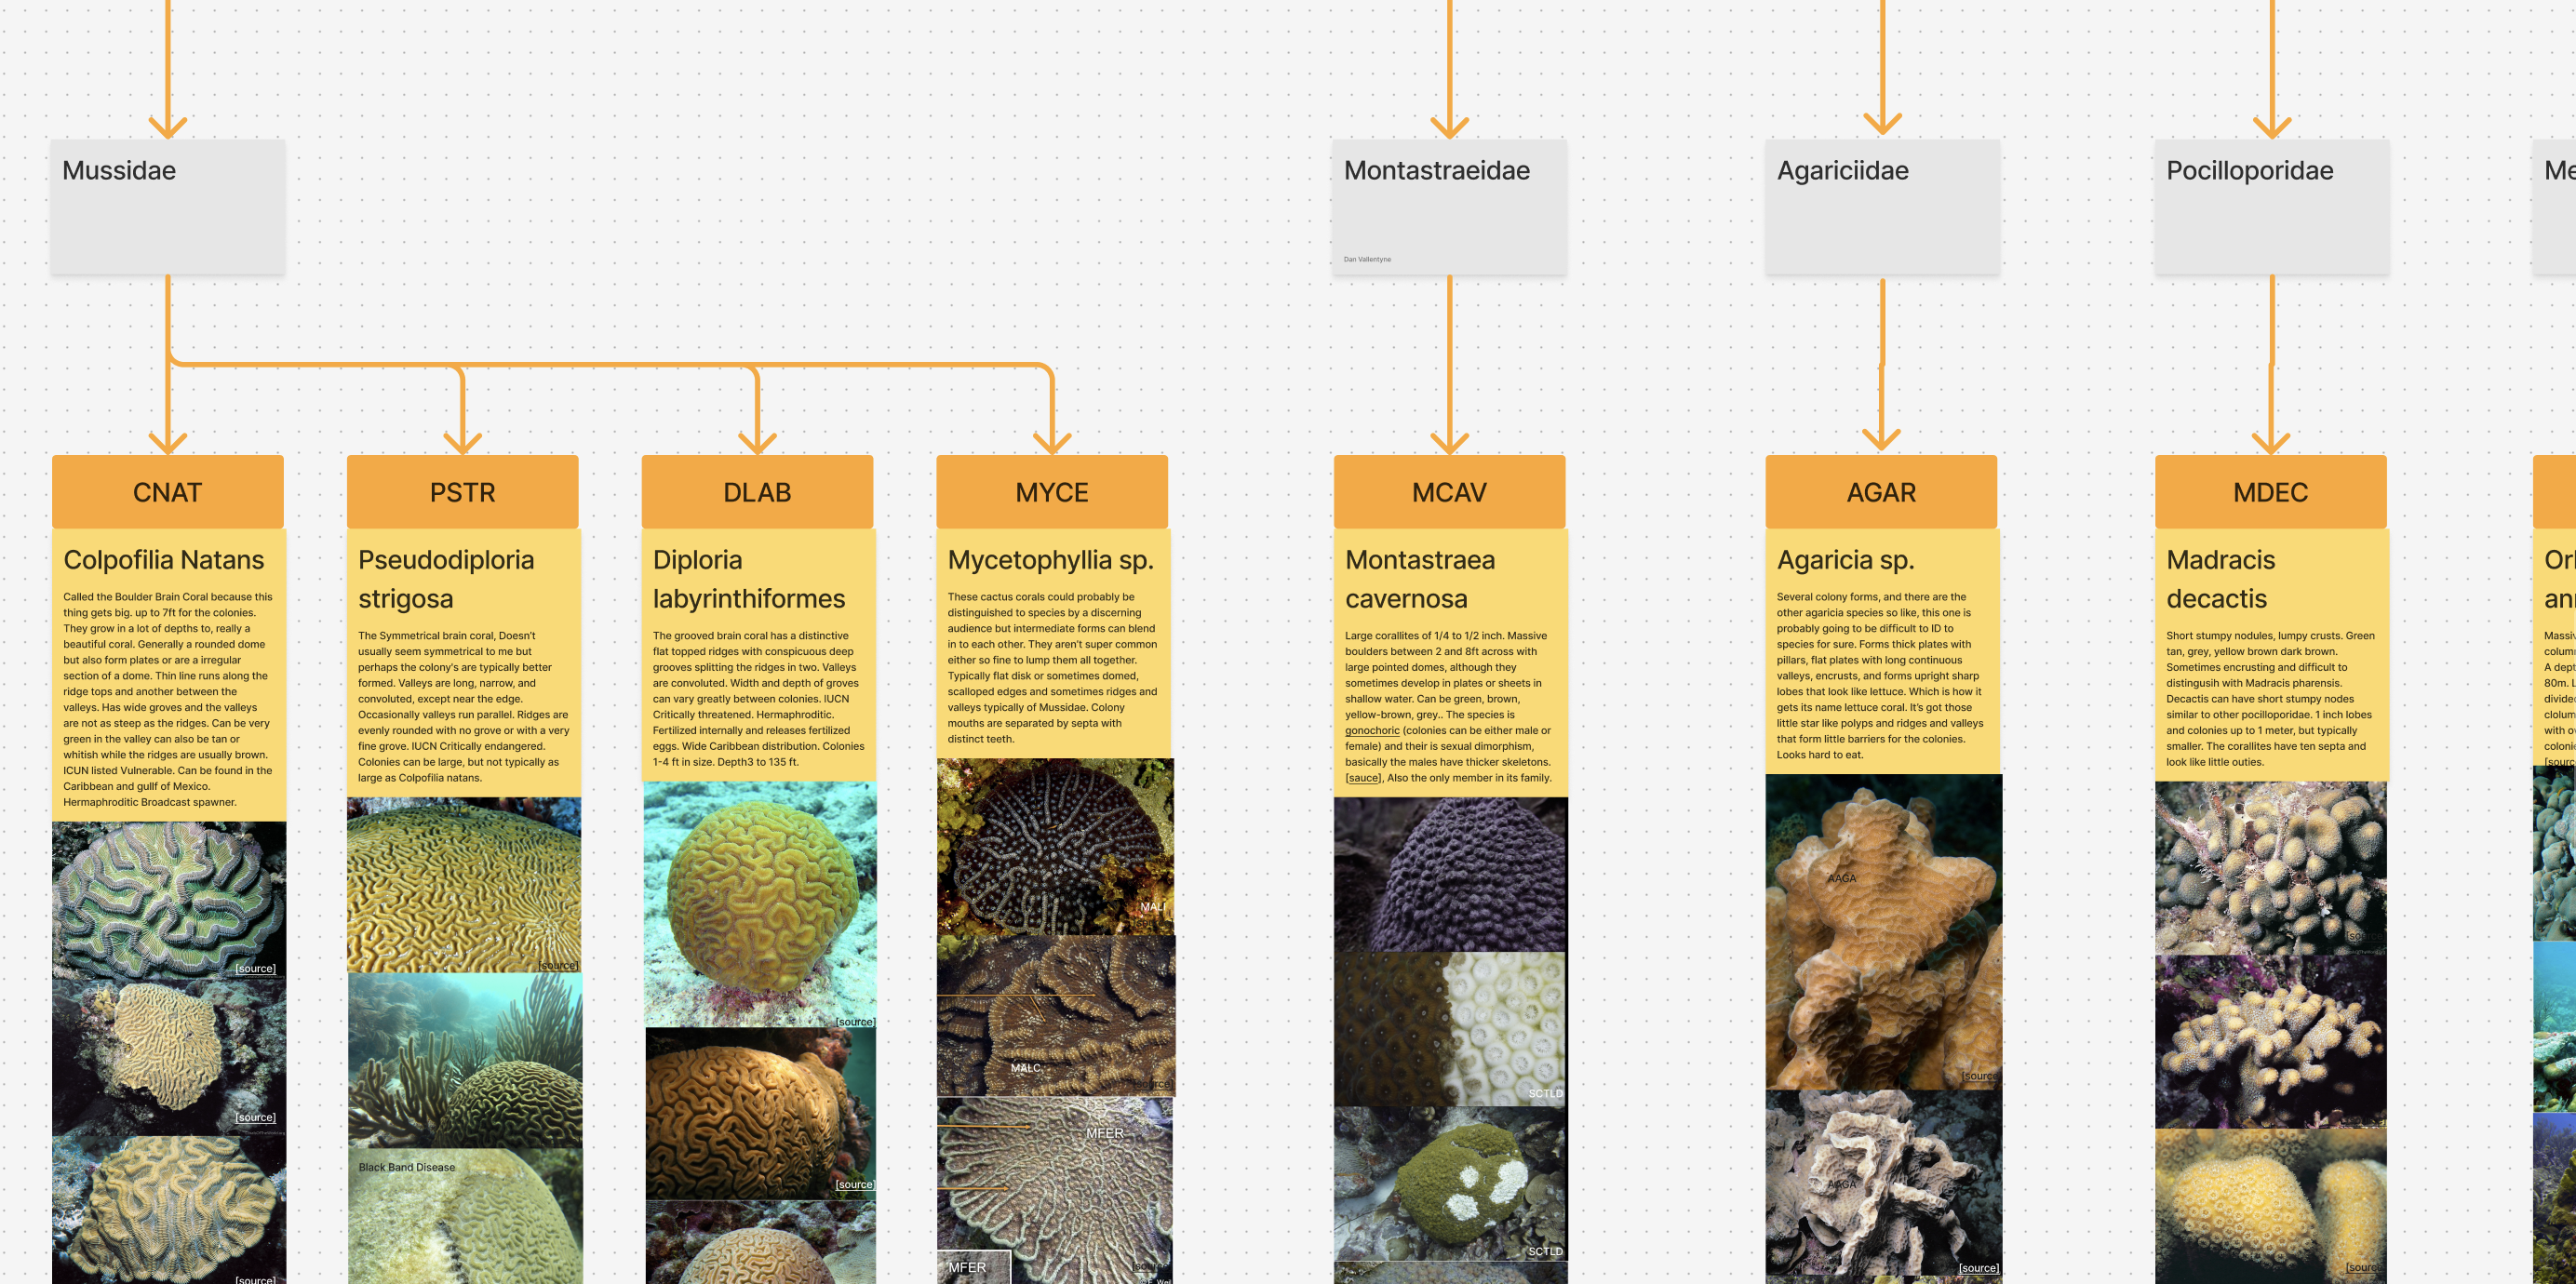 Mussidae
Montastraeidae
Dan Vallentyne
Agariciidae
Pocilloporidae
Me
CNAT
Colpofilia Natans
Called the Boulder Brain Coral because this
thing gets big. up to 7ft for the colonies.
They grow in a lot of depths to, really a
beautiful coral. Generally a rounded dome
but also form plates or are a irregular
section of a dome. Thin line runs along the
ridge tops and another between the
valleys. Has wide groves and the valleys
are not as steep as the ridges. Can be very
green in the valley can also be tan or
whitish while the ridges are usually brown.
ICUN listed Vulnerable. Can be found in the
Caribbean and gullf of Mexico.
Hermaphroditic Broadcast spawner.
[source]
[source]
[source]
PSTR
Pseudodiploria
strigosa
The Symmetrical brain coral, Doesn't
usually seem symmetrical to me but
perhaps the colony's are typically better
formed. Valleys are long, narrow, and
convoluted, except near the edge.
Occasionally valleys run parallel. Ridges are
evenly rounded with no grove or with a very
fine grove. IUCN Critically endangered.
Colonies can be large, but not typically as
large as Colpofilia natans.
[source]
Black Band Disease
DLAB
Diploria
labyrinthiformes
The grooved brain coral has a distinctive
flat topped ridges with conspicuous deep
grooves splitting the ridges in two. Valleys
are convoluted. Width and depth of groves
can vary greatly between colonies. IUCN
Critically threatened. Hermaphroditic.
Fertilized internally and releases fertilized
eggs. Wide Caribbean distribution. Colonies
1-4 ft in size. Depth3 to 135 ft.
[source]
[source]
MYCE
Mycetophyllia sp.
These cactus corals could probably be
distinguished to species by a discerning
audience but intermediate forms can blend
in to each other. They aren't super common
either so fine to lump them all together.
Typically flat disk or sometimes domed,
scalloped edges and sometimes ridges and
valleys typically of Mussidae. Colony
mouths are separated by septa with
distinct teeth.
MALI
MALC
[source]
MFER
MFER
[source]
MCAV
Montastraea
cavernosa
Large corallites of 1/4 to 1/2 inch. Massive
boulders between 2 and 8ft across with
large pointed domes, although they
sometimes develop in plates or sheets in
shallow water. Can be green, brown,
yellow-brown, grey.. The species is
gonochoric (colonies can be either male or
female) and their is sexual dimorphism,
basically the males have thicker skeletons.
[sauce], Also the only member in its family.
SCTLD
SCTLD
AGAR
Agaricia sp.
Several colony forms, and there are the
other agaricia species so like, this one is
probably going to be difficult to ID to
species for sure. Forms thick plates with
pillars, flat plates with long continuous
valleys, encrusts, and forms upright sharp
lobes that look like lettuce. Which is how it
gets its name lettuce coral. It's got those
little star like polyps and ridges and valleys
that form little barriers for the colonies.
Looks hard to eat.
AAGA
[source]
AAGA
[source]
MDEC
Madracis
decactis
Short stumpy nodules, lumpy crusts. Green
tan, grey, yellow brown dark brown.
Sometimes encrusting and difficult to
distingusih with Madracis pharensis.
Decactis can have short stumpy nodes
similar to other pocilloporidae. 1 inch lobes
and colonies up to 1 meter, but typically
smaller. The corallites have ten septa and
look like little outies.
[source]
[source]
Massiv
colum
A dept
80m. L
divide
clolum
with ov
colonie
[source